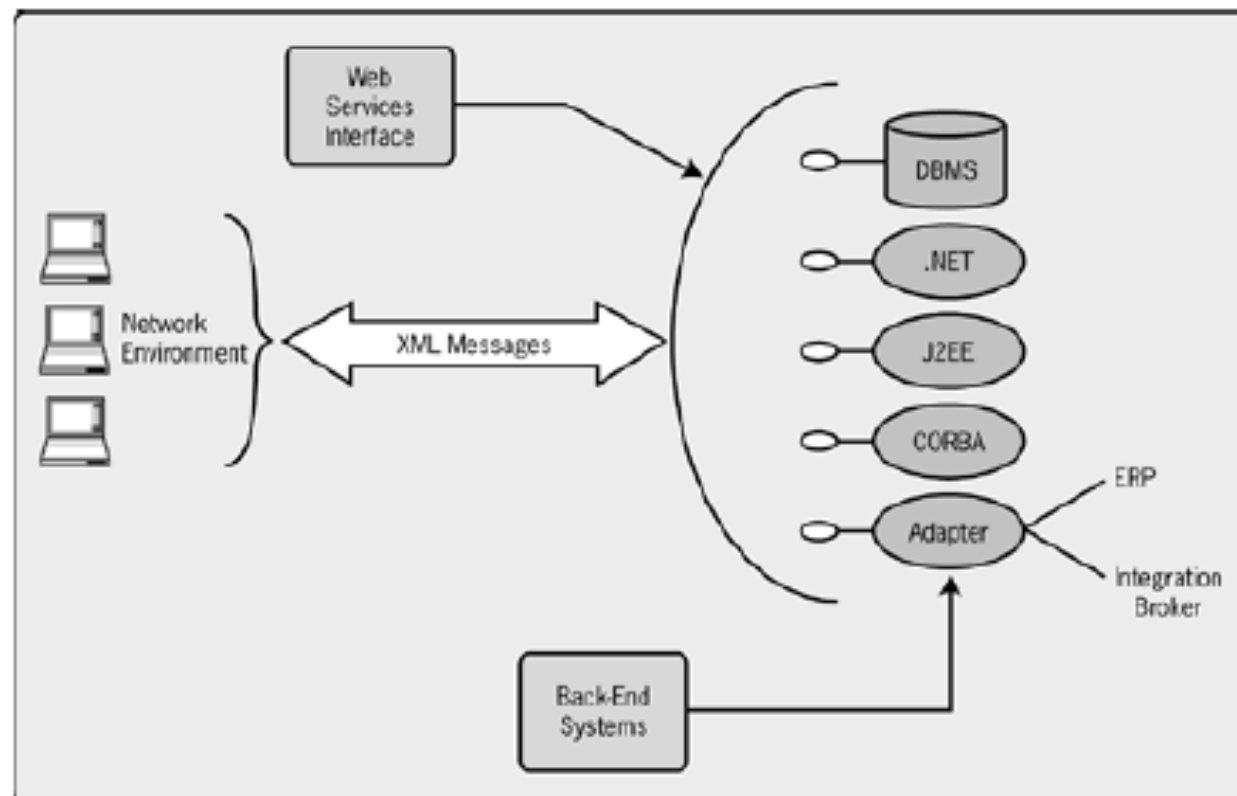 Web
Services
Interface
DBMS
.NET
Network
Environment
XML Messages
J2EE
CORBA
ERP
Adapter
Integration
Broker
Back-End
Systems